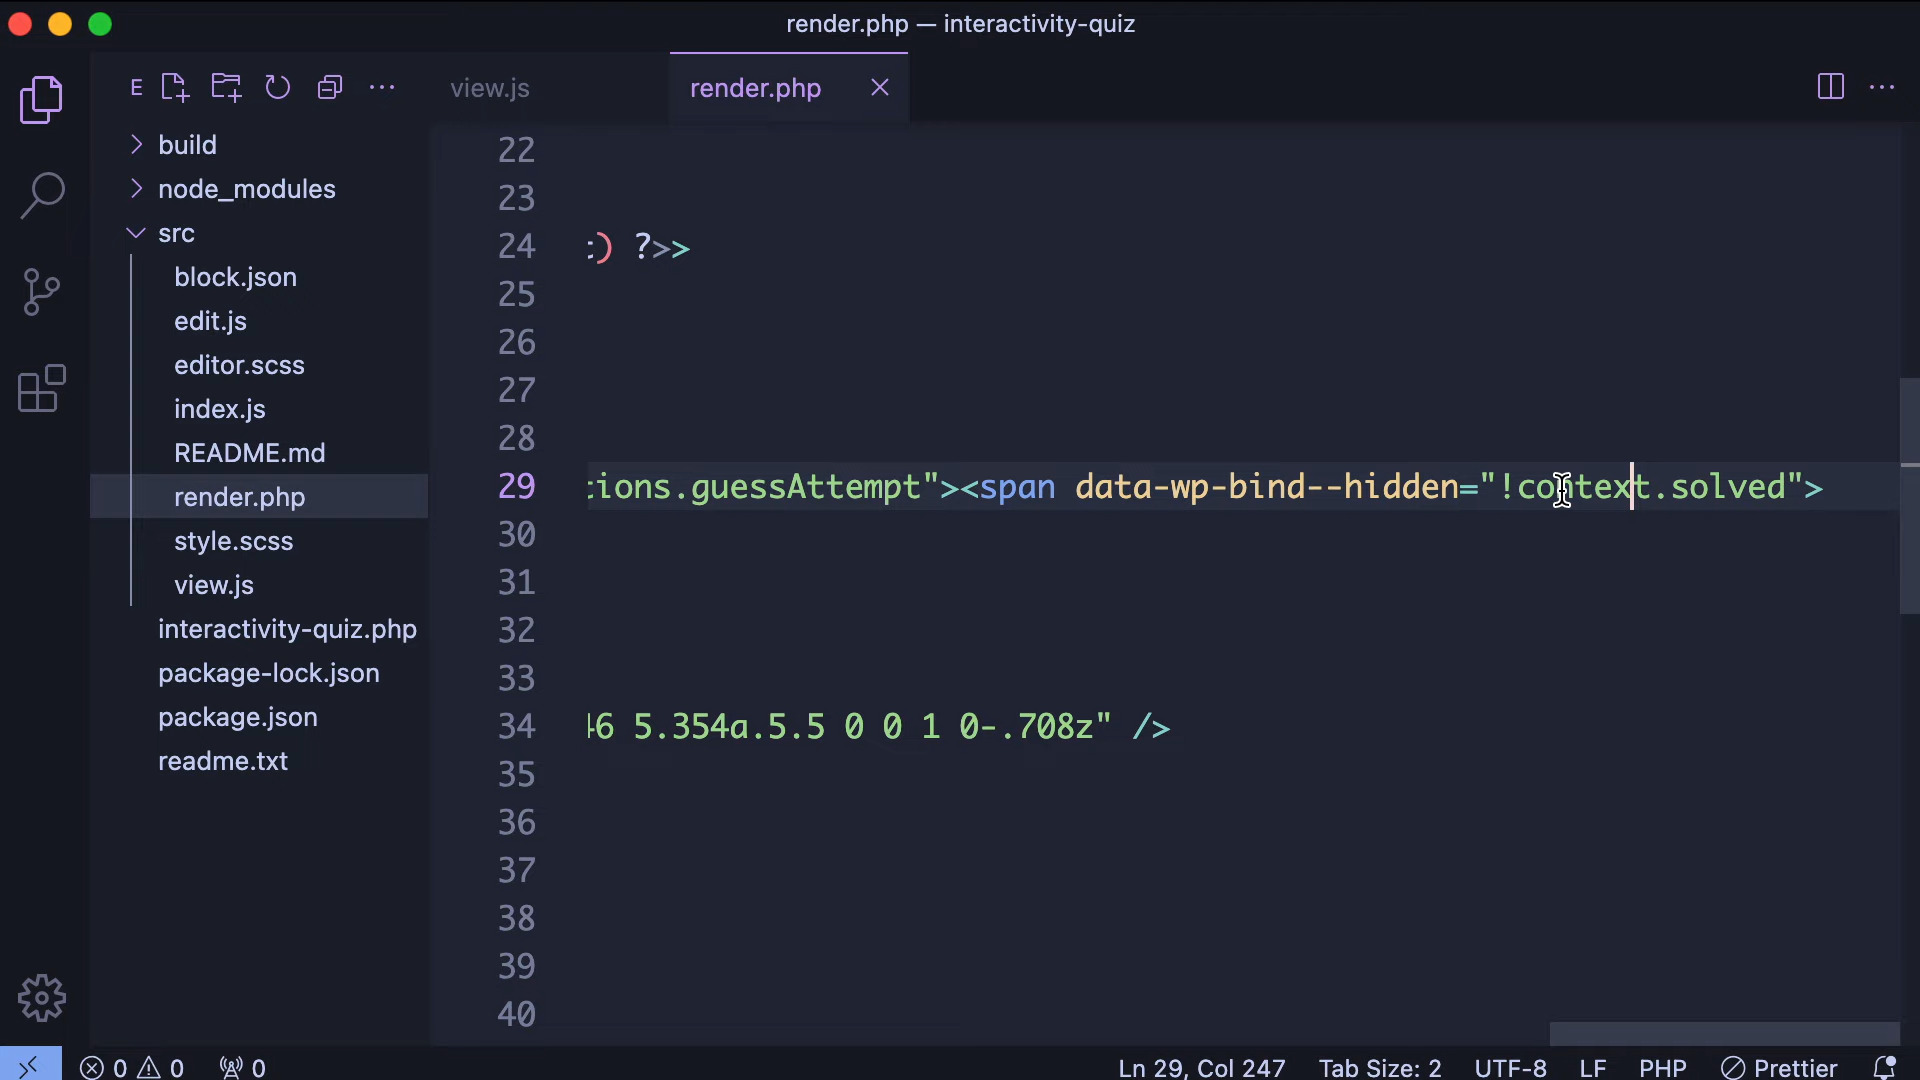 render.php — interactivity-quiz
E
view.js
render.php
build
node_modules
src
block.json
edit.js
editor.scss
index.js
README.md
render.php
style.scss
view.js
interactivity-quiz.php
package-lock.json
package.json
readme.txt
22
23
24 ) ?>>
25
26
27
28
29 tions.guessAttempt"><span data-wp-bind--hidden="!context.solved">
30
31
32
33
34 46 5.354a.5.5 0 0 1 0-.708z" />
35
36
37
38
39
40
0 0 0
Ln 29, Col 247 Tab Size: 2 UTF-8 LF PHP Prettier